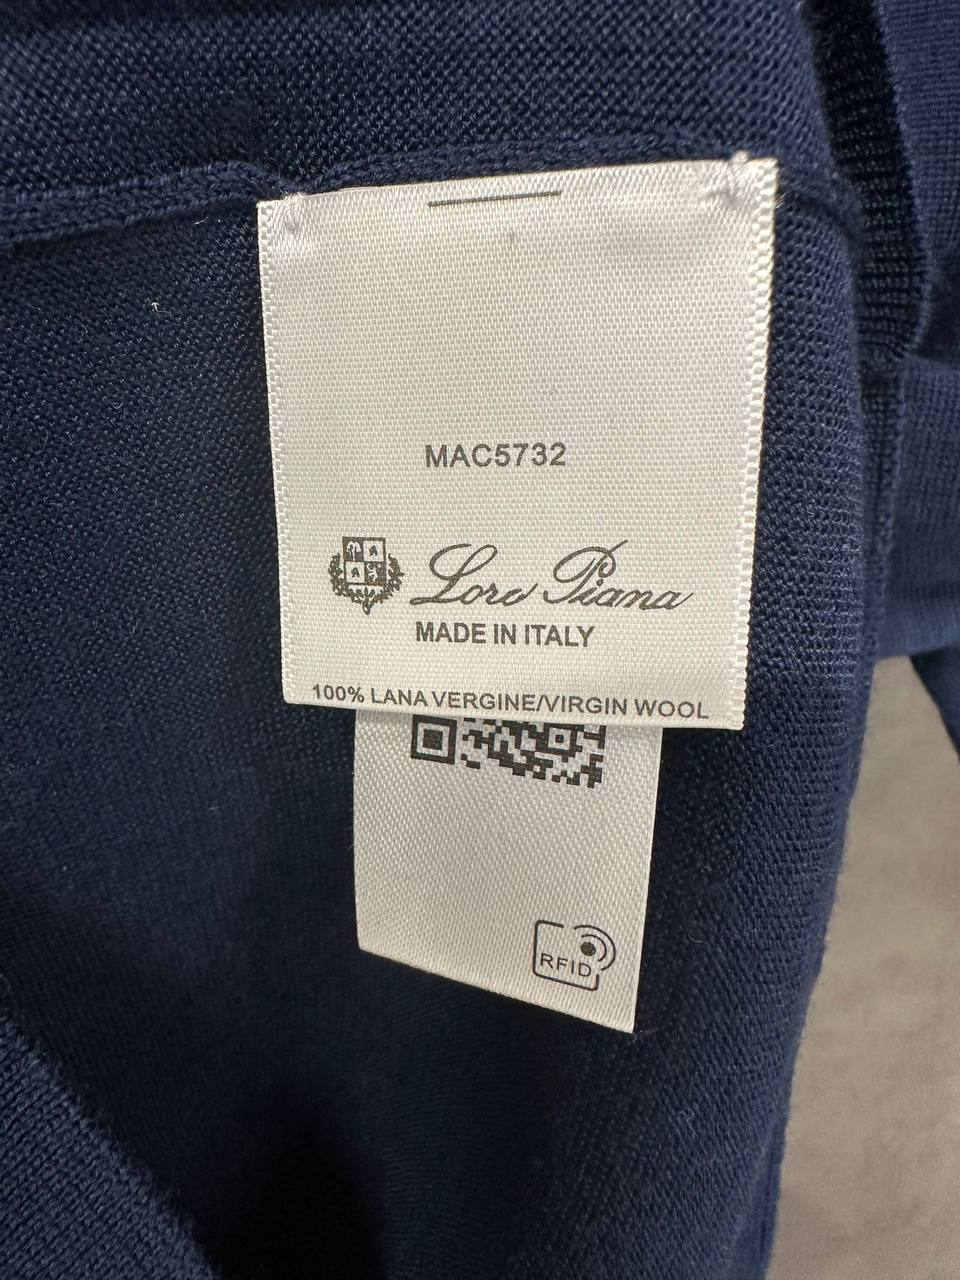 MAC5732
Loro Piana
MADE IN ITALY
100% LANA VERGINE/VIRGIN WOOL
RFID